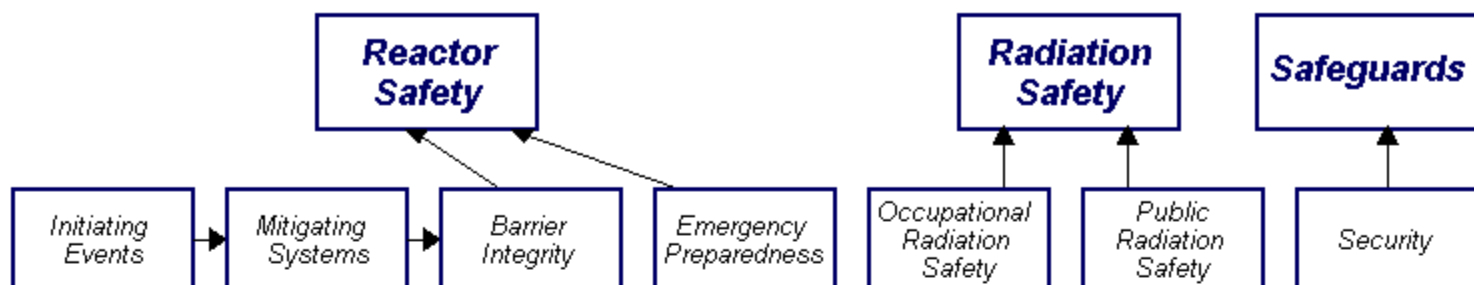 Reactor
Safety
Radiation
Safety
Safeguards
Initiating
Events
Mitigating
Systems
Barrier
Integrity
Emergency
Preparedness
Occupational
Radiation
Safety
Public
Radiation
Safety
Security